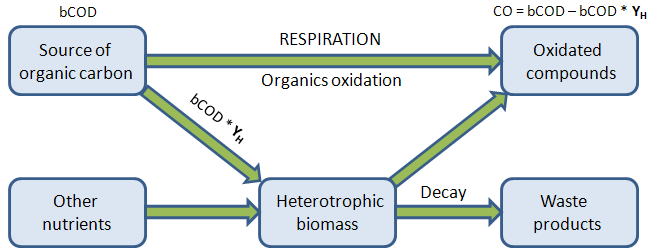 bCOD
CO = bCOD – bCOD * YH
Source of
organic carbon
RESPIRATION
Organics oxidation
Oxidated
compounds
bCOD * YH
Other
nutrients
Heterotrophic
biomass
Decay
Waste
products